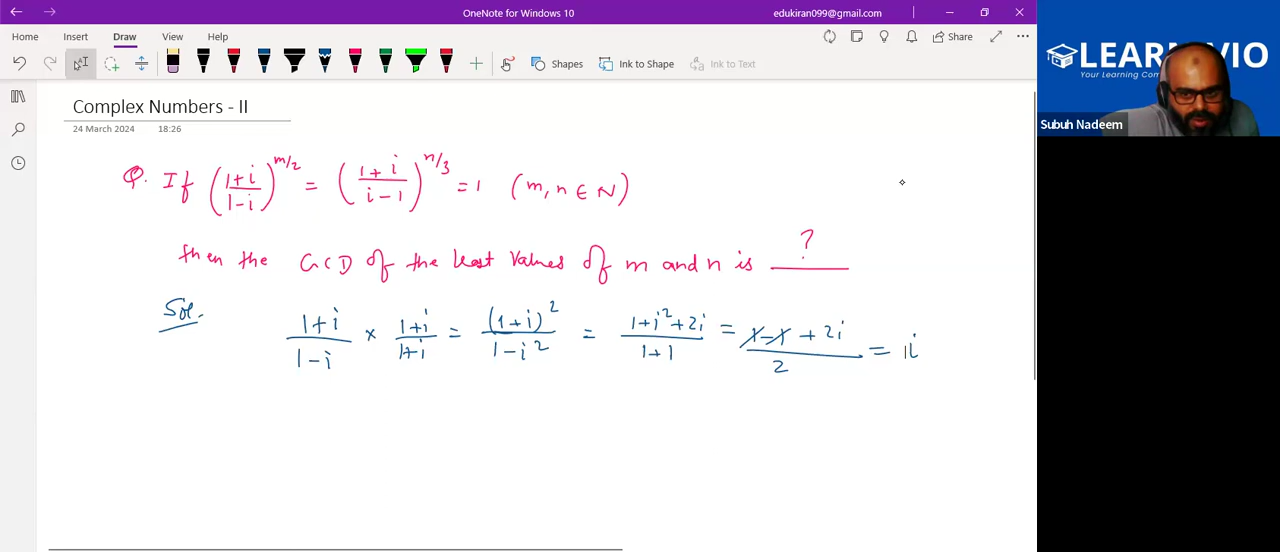 OneNote for Windows 10
edukiran099@gmail.com
Home Insert Draw View Help
Share
Shapes Ink to Shape Ink to Text
LEARNVIO
Your Learning Com
Subuh Nadeem
Complex Numbers - II
24 March 2024 18:26
Q. If ((1+i)/(1-i))^(m/2) = ((1+i)/(i-1))^(n/3) = 1 (m, n ∈ N)
then the GCD of the least values of m and n is ?
Sol.
(1+i)/(1-i) × (1+i)/(1+i) = (1+i)^2/(1-i^2) = (1+i^2+2i)/(1+1) = (1-1+2i)/2 = i